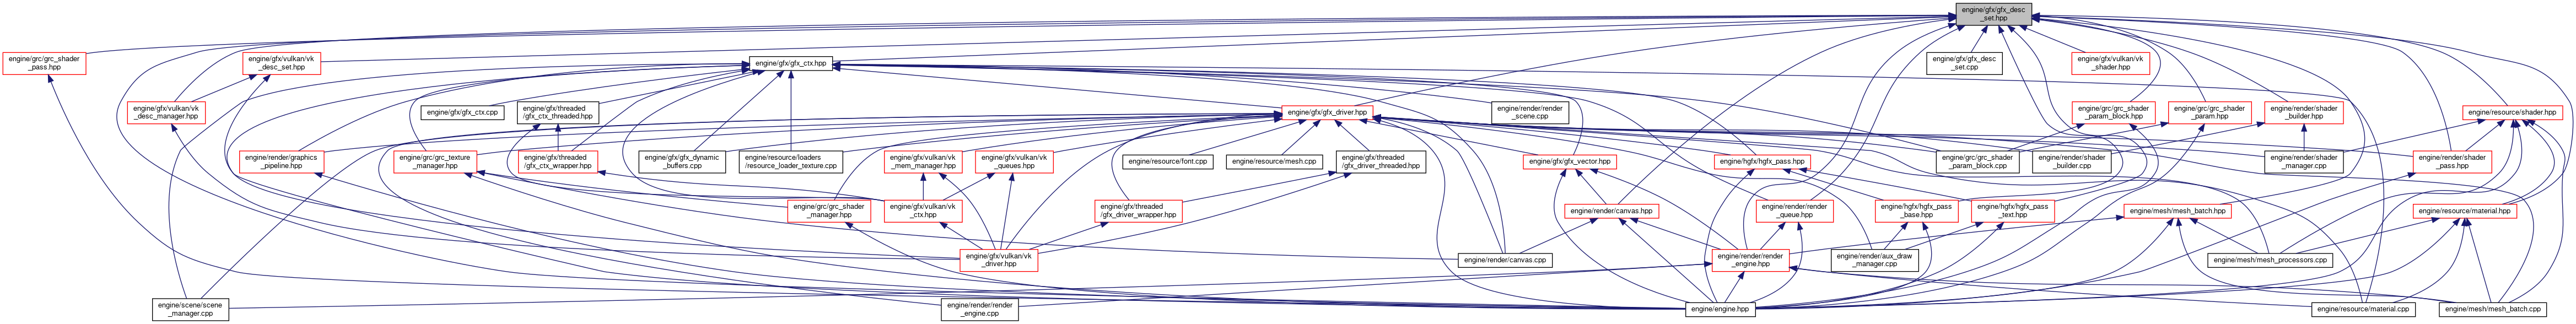 engine/gfx/gfx_desc
_set.hpp
engine/grc/grc_shader
_pass.hpp
engine/gfx/vulkan/vk
_desc_set.hpp
engine/gfx/gfx_ctx.hpp
engine/gfx/gfx_desc
_set.cpp
engine/gfx/vulkan/vk
_shader.hpp
engine/gfx/vulkan/vk
_desc_manager.hpp
engine/gfx/gfx_ctx.cpp
engine/gfx/threaded
/gfx_ctx_threaded.hpp
engine/gfx/gfx_driver.hpp
engine/render/render
_scene.cpp
engine/grc/grc_shader
_param_block.hpp
engine/grc/grc_shader
_param.hpp
engine/render/shader
_builder.hpp
engine/resource/shader.hpp
engine/render/graphics
_pipeline.hpp
engine/grc/grc_texture
_manager.hpp
engine/gfx/threaded
/gfx_ctx_wrapper.hpp
engine/gfx/gfx_dynamic
_buffers.cpp
engine/resource/loaders
/resource_loader_texture.cpp
engine/gfx/vulkan/vk
_mem_manager.hpp
engine/gfx/vulkan/vk
_queues.hpp
engine/resource/font.cpp
engine/resource/mesh.cpp
engine/gfx/threaded
/gfx_driver_threaded.hpp
engine/gfx/gfx_vector.hpp
engine/hgfx/hgfx_pass.hpp
engine/grc/grc_shader
_param_block.cpp
engine/render/shader
_builder.cpp
engine/render/shader
_manager.cpp
engine/render/shader
_pass.hpp
engine/grc/grc_shader
_manager.hpp
engine/gfx/vulkan/vk
_ctx.hpp
engine/gfx/threaded
/gfx_driver_wrapper.hpp
engine/render/canvas.hpp
engine/render/render
_queue.hpp
engine/hgfx/hgfx_pass
_base.hpp
engine/hgfx/hgfx_pass
_text.hpp
engine/mesh/mesh_batch.hpp
engine/resource/material.hpp
engine/gfx/vulkan/vk
_driver.hpp
engine/render/canvas.cpp
engine/render/render
_engine.hpp
engine/render/aux_draw
_manager.cpp
engine/mesh/mesh_processors.cpp
engine/scene/scene
_manager.cpp
engine/render/render
_engine.cpp
engine/engine.hpp
engine/resource/material.cpp
engine/mesh/mesh_batch.cpp